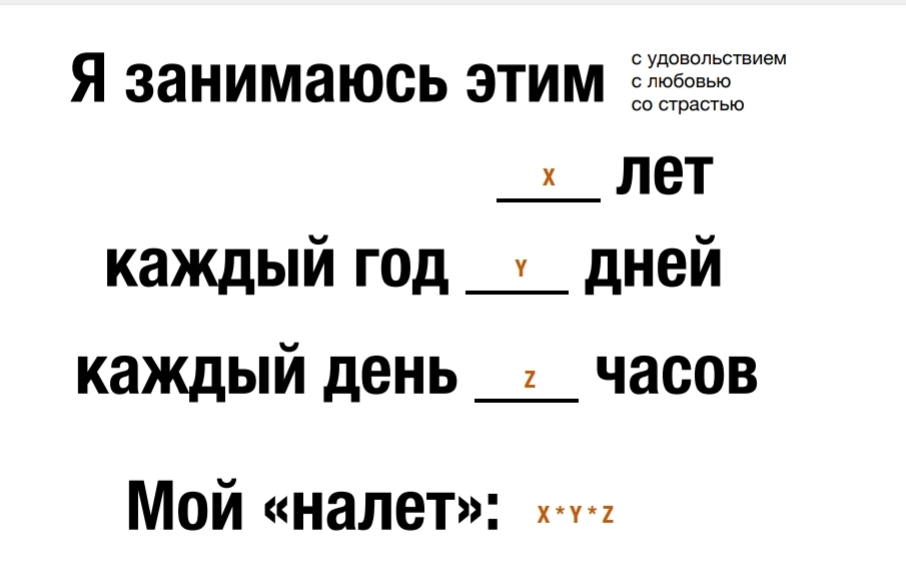 Я занимаюсь этим
с удовольствием
с любовью
со страстью
X лет
каждый год Y дней
каждый день Z часов
Мой «налет»: X*Y*Z